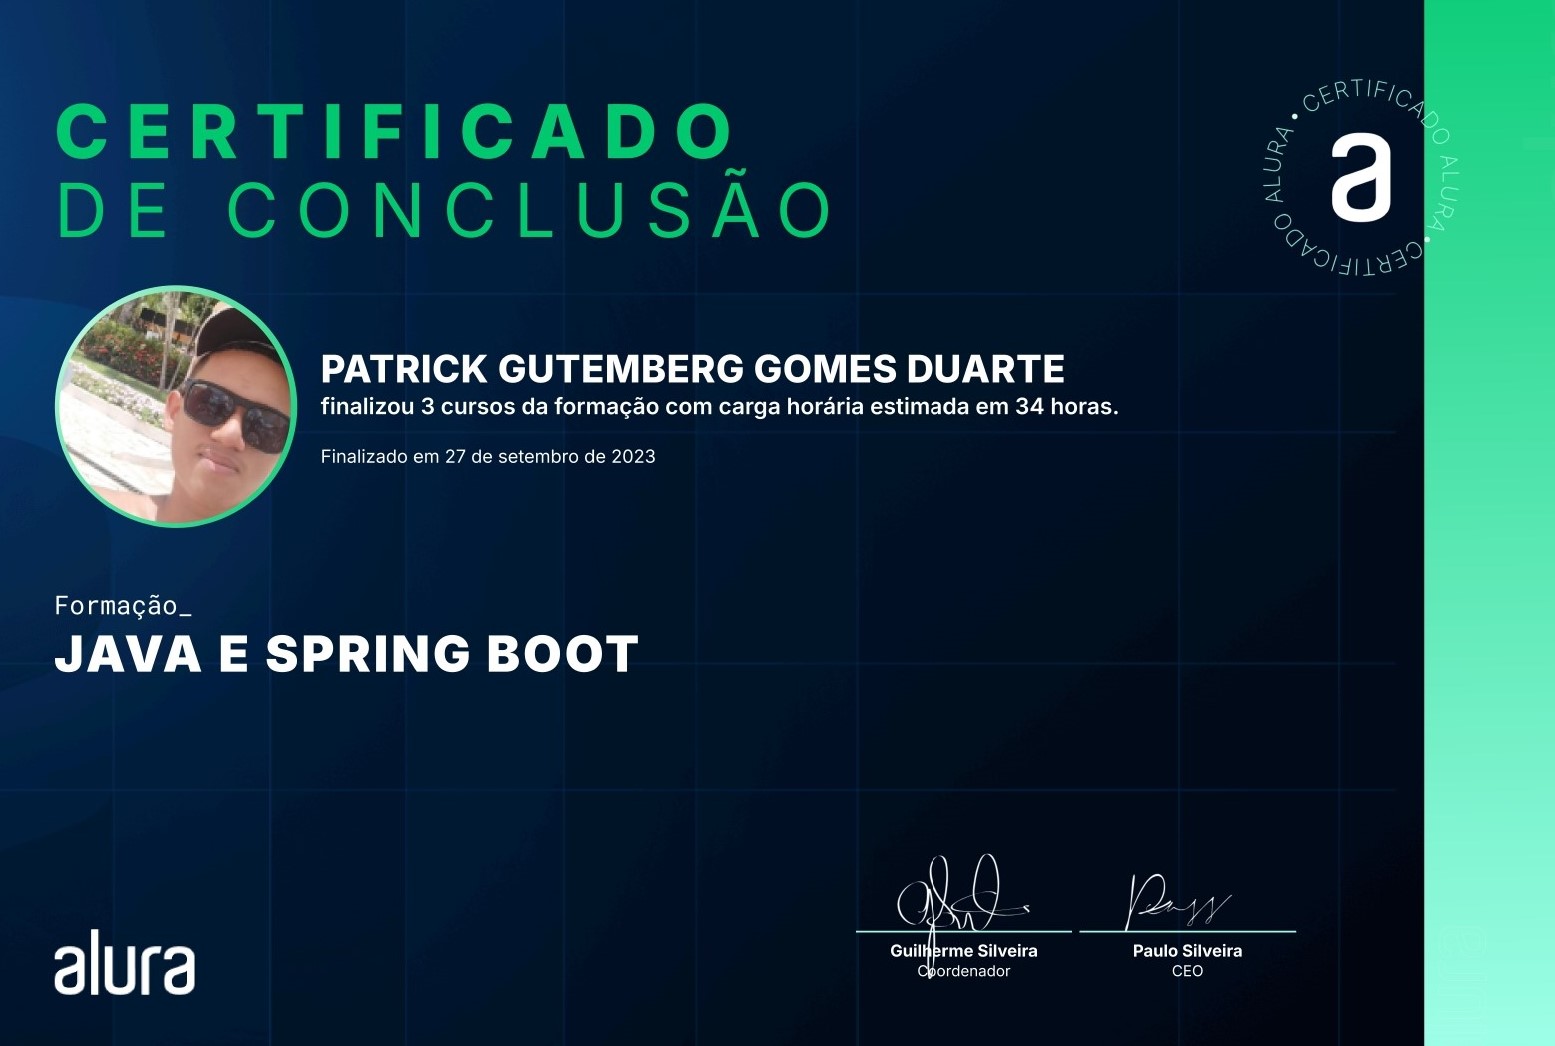 CERTIFICADO
DE CONCLUSÃO
CERTIFICADO ALURA • CERTIFICADO ALURA •
a
PATRICK GUTEMBERG GOMES DUARTE
finalizou 3 cursos da formação com carga horária estimada em 34 horas.
Finalizado em 27 de setembro de 2023
Formação_
JAVA E SPRING BOOT
Guilherme Silveira
Coordenador
Paulo Silveira
CEO
alura